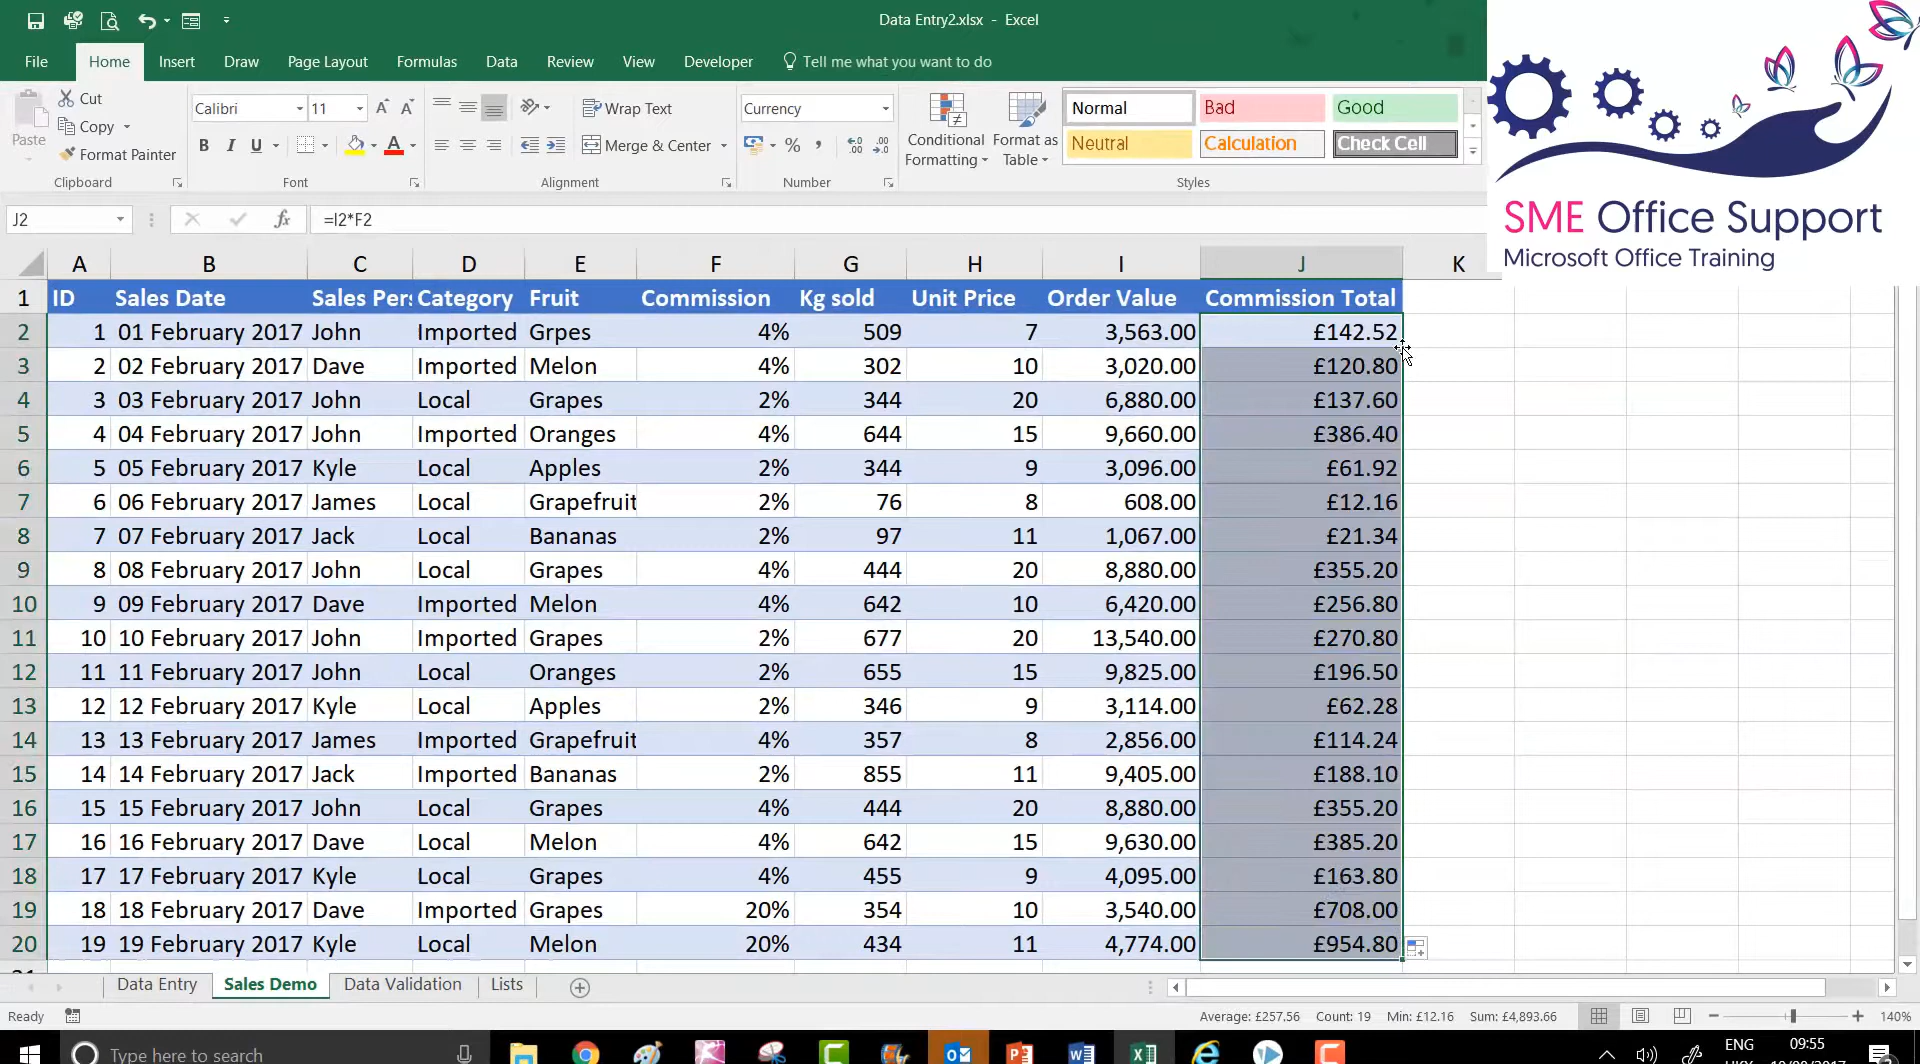 Data Entry2.xlsx - Excel
File Home Insert Draw Page Layout Formulas Data Review View Developer Tell me what you want to do
Cut
Copy
Format Painter
Paste
Clipboard
Calibri 11
B I U
Font
Wrap Text
Merge & Center
Alignment
Currency
Number
Conditional Formatting
Format as Table
Normal Bad Good
Neutral Calculation Check Cell
Styles
SME Office Support
Microsoft Office Training
J2 fx =I2*F2
A B C D E F G H I J K
1 ID Sales Date Sales Pers Category Fruit Commission Kg sold Unit Price Order Value Commission Total
2 1 01 February 2017 John Imported Grpes 4% 509 7 3,563.00 £142.52
3 2 02 February 2017 Dave Imported Melon 4% 302 10 3,020.00 £120.80
4 3 03 February 2017 John Local Grapes 2% 344 20 6,880.00 £137.60
5 4 04 February 2017 John Imported Oranges 4% 644 15 9,660.00 £386.40
6 5 05 February 2017 Kyle Local Apples 2% 344 9 3,096.00 £61.92
7 6 06 February 2017 James Local Grapefruit 2% 76 8 608.00 £12.16
8 7 07 February 2017 Jack Local Bananas 2% 97 11 1,067.00 £21.34
9 8 08 February 2017 John Local Grapes 4% 444 20 8,880.00 £355.20
10 9 09 February 2017 Dave Imported Melon 4% 642 10 6,420.00 £256.80
11 10 10 February 2017 John Imported Grapes 2% 677 20 13,540.00 £270.80
12 11 11 February 2017 John Local Oranges 2% 655 15 9,825.00 £196.50
13 12 12 February 2017 Kyle Local Apples 2% 346 9 3,114.00 £62.28
14 13 13 February 2017 James Imported Grapefruit 4% 357 8 2,856.00 £114.24
15 14 14 February 2017 Jack Imported Bananas 2% 855 11 9,405.00 £188.10
16 15 15 February 2017 John Local Grapes 4% 444 20 8,880.00 £355.20
17 16 16 February 2017 Dave Local Melon 4% 642 15 9,630.00 £385.20
18 17 17 February 2017 Kyle Local Grapes 4% 455 9 4,095.00 £163.80
19 18 18 February 2017 Dave Imported Grapes 20% 354 10 3,540.00 £708.00
20 19 19 February 2017 Kyle Local Melon 20% 434 11 4,774.00 £954.80
Data Entry Sales Demo Data Validation Lists
Ready Average: £257.56 Count: 19 Min: £12.16 Sum: £4,893.66 140%
Type here to search ENG 09:55